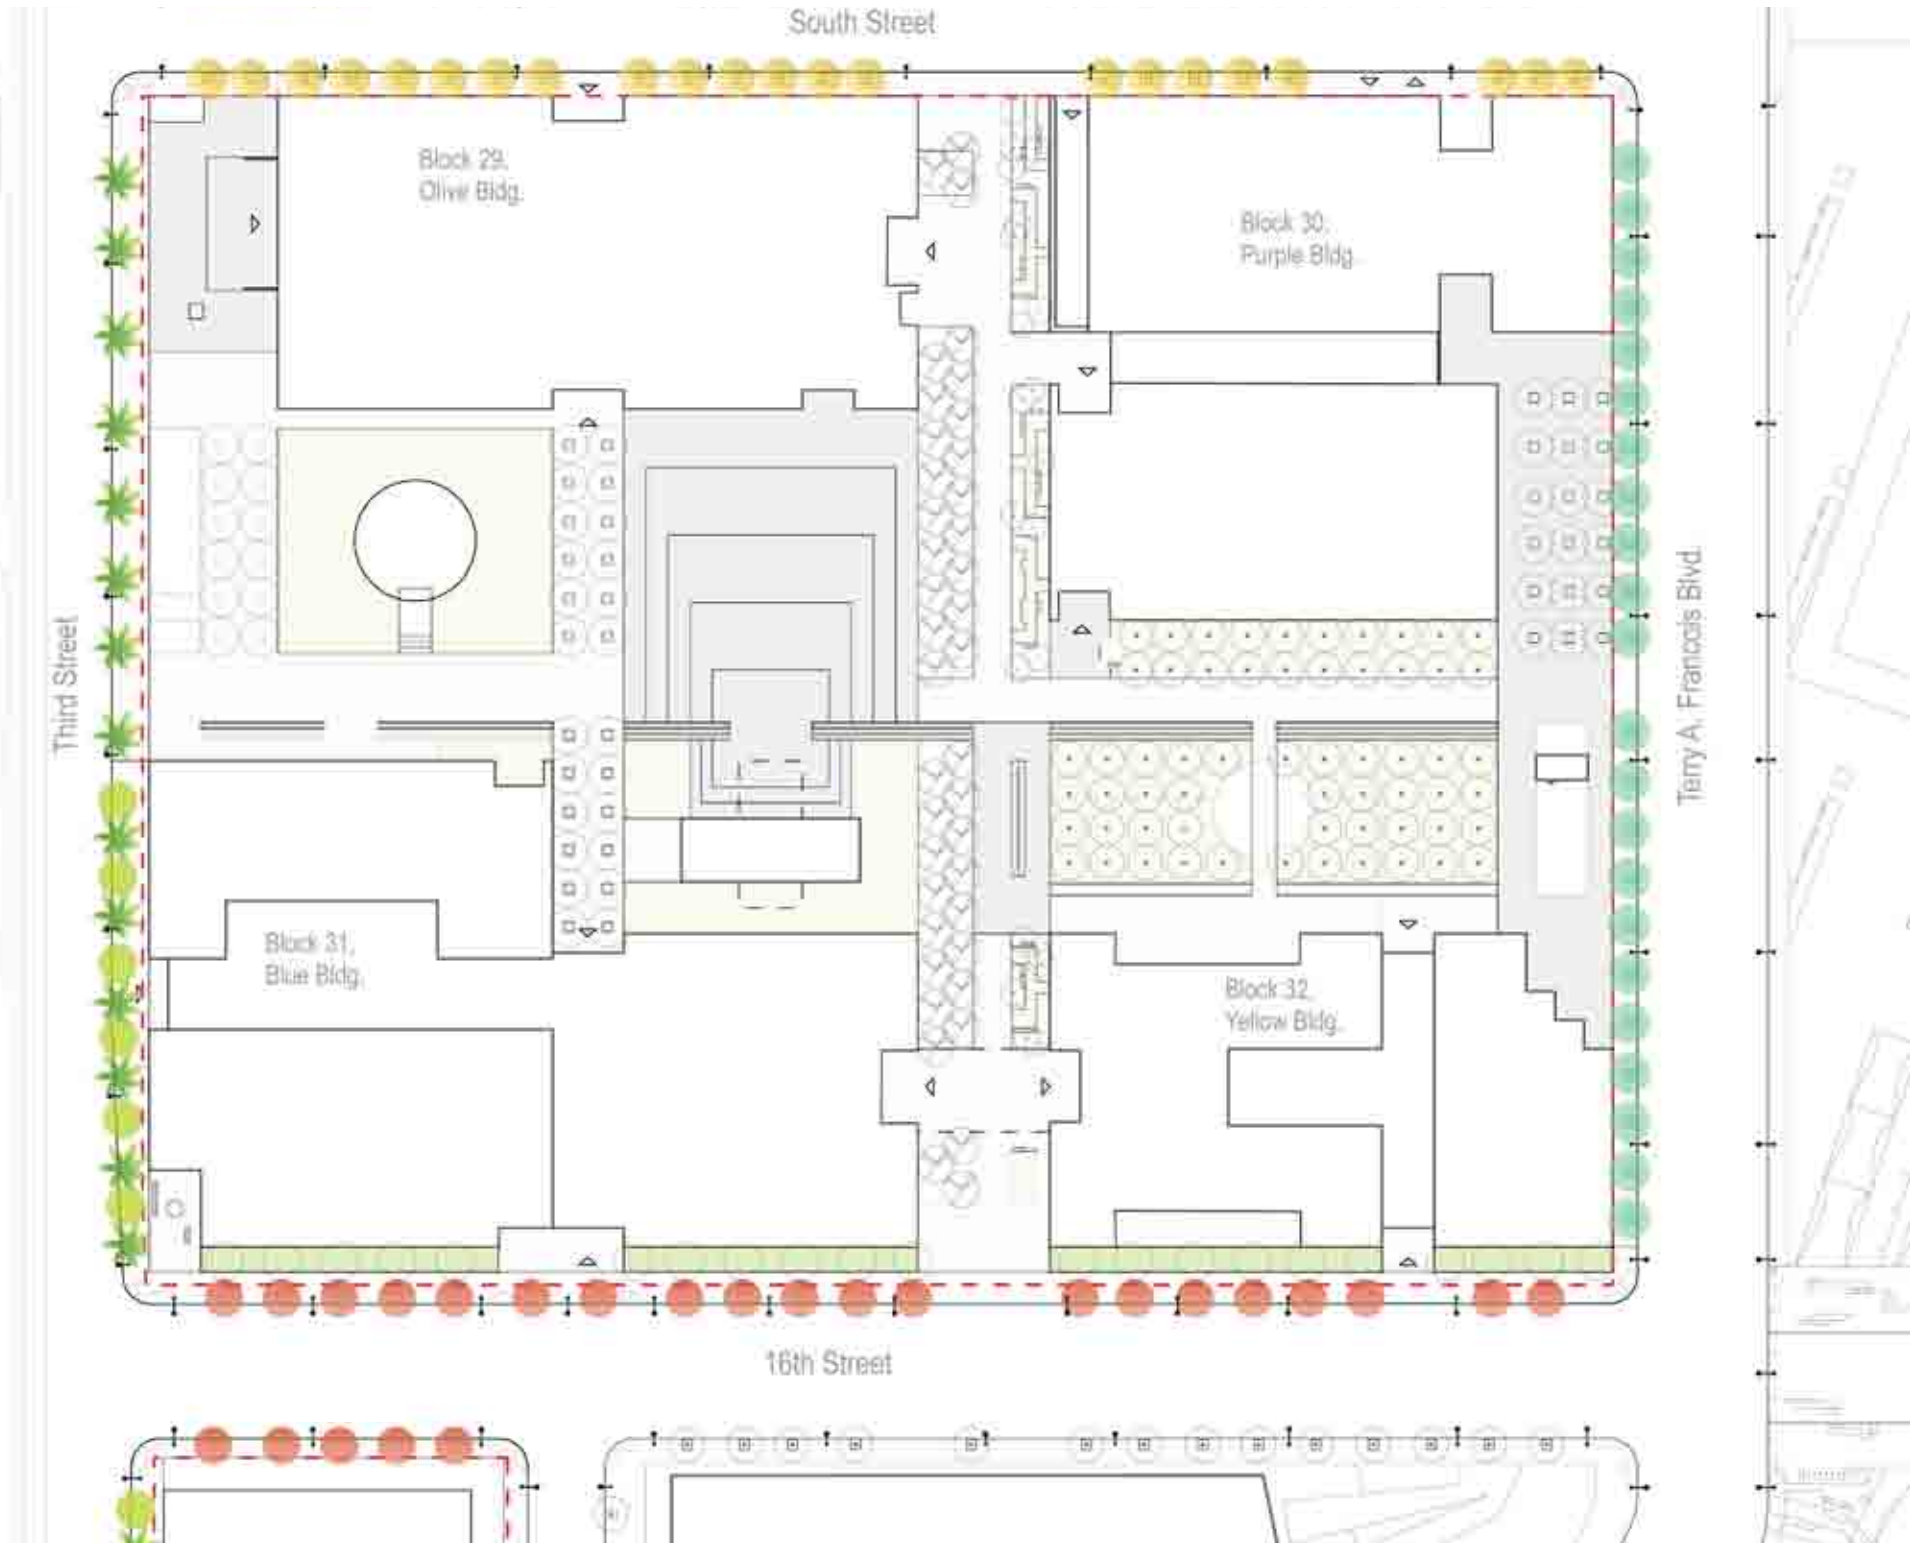 South Street
Block 29,
Olive Bldg.
Block 30,
Purple Bldg.
Third Street
Terry A. Francois Blvd.
Block 31,
Blue Bldg.
Block 32,
Yellow Bldg.
16th Street